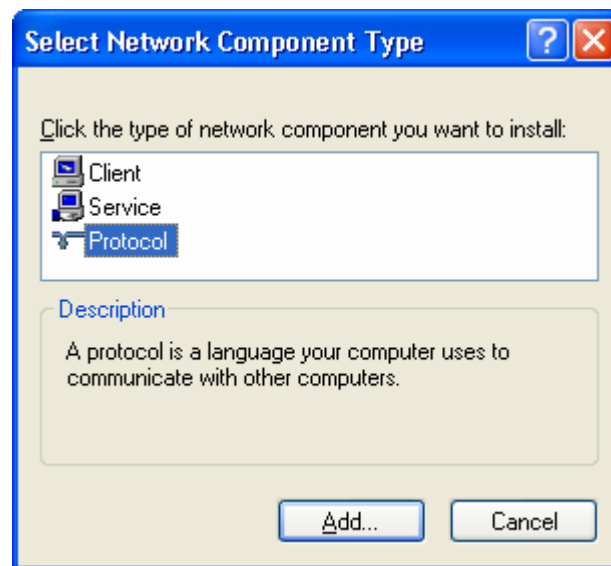 Select Network Component Type
?
Click the type of network component you want to install:
Client
Service
Protocol
Description
A protocol is a language your computer uses to
communicate with other computers.
Add... Cancel